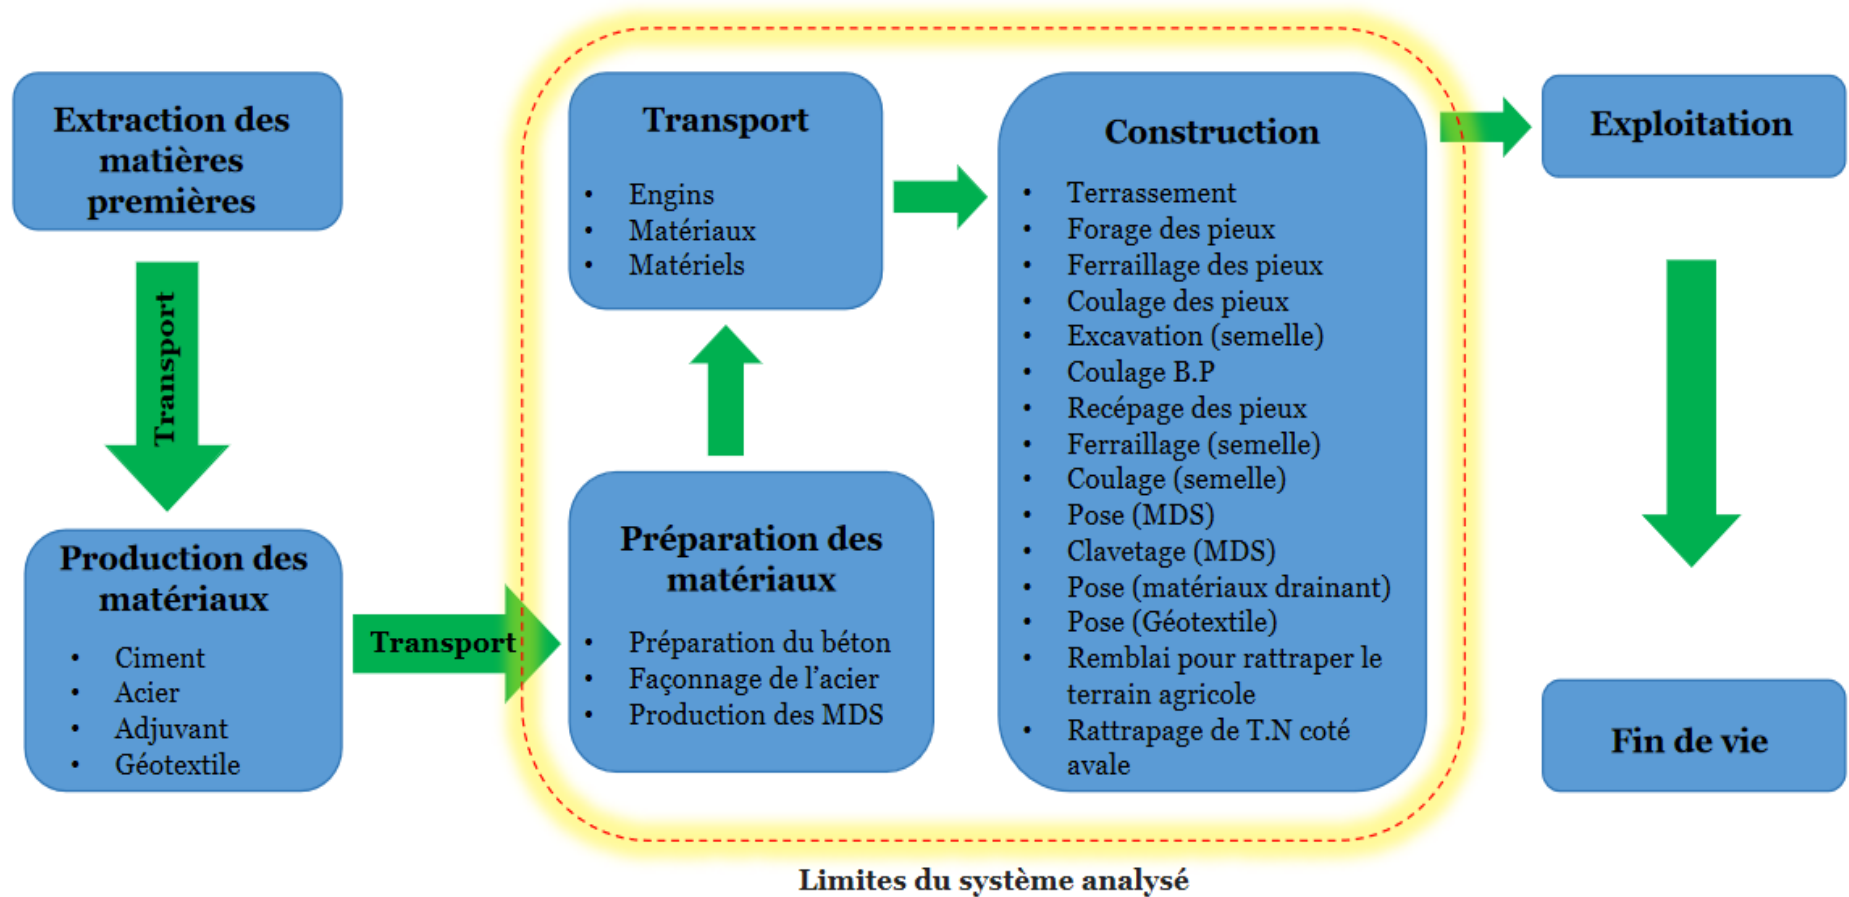 Extraction des
matières
premières
Transport
Production des
matériaux
• Ciment
• Acier
• Adjuvant
• Géotextile
Transport
Préparation des
matériaux
• Préparation du béton
• Façonnage de l'acier
• Production des MDS
Transport
• Engins
• Matériaux
• Matériels
Construction
• Terrassement
• Forage des pieux
• Ferraillage des pieux
• Coulage des pieux
• Excavation (semelle)
• Coulage B.P
• Recépage des pieux
• Ferraillage (semelle)
• Coulage (semelle)
• Pose (MDS)
• Clavetage (MDS)
• Pose (matériaux drainant)
• Pose (Géotextile)
• Remblai pour rattraper le
terrain agricole
• Rattrapage de T.N coté
avale
Exploitation
Fin de vie
Limites du système analysé